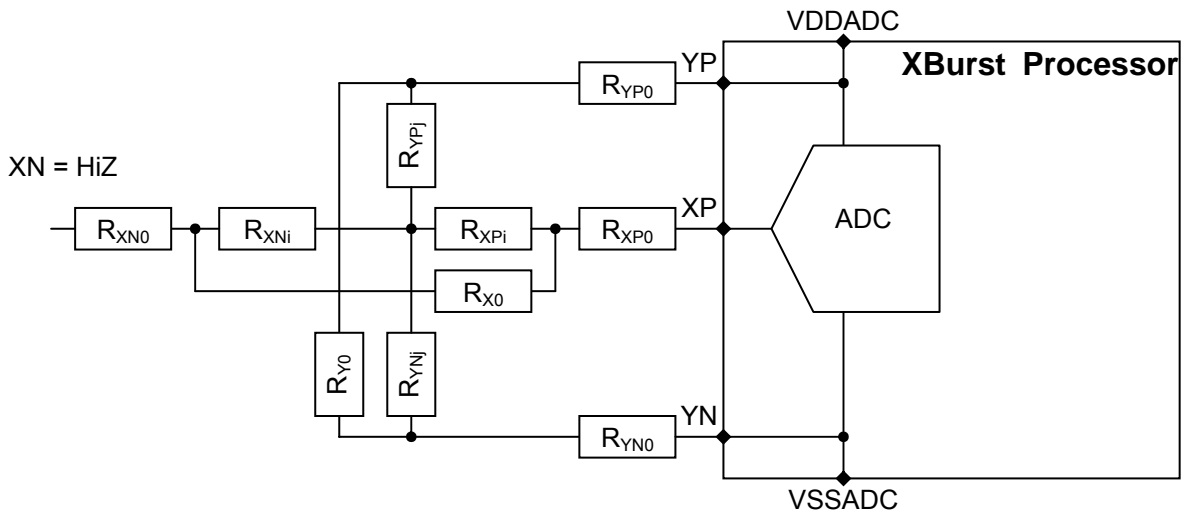 VDDADC
XBurst Processor
YP
RYP0
RYPj
XN = HiZ
XP
RXN0
RXNi
RXPi
RXP0
ADC
RX0
RY0
RYNj
YN
RYN0
VSSADC